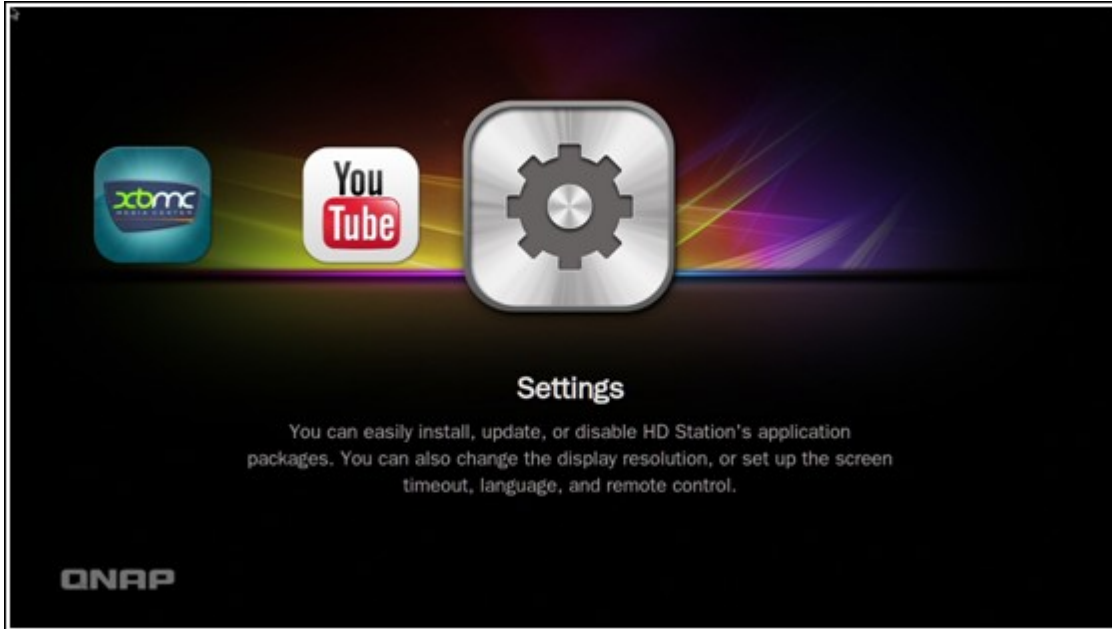 xbmc
MEDIA CENTER
You
Tube
Settings
You can easily install, update, or disable HD Station's application
packages. You can also change the display resolution, or set up the screen
timeout, language, and remote control.
QNAP